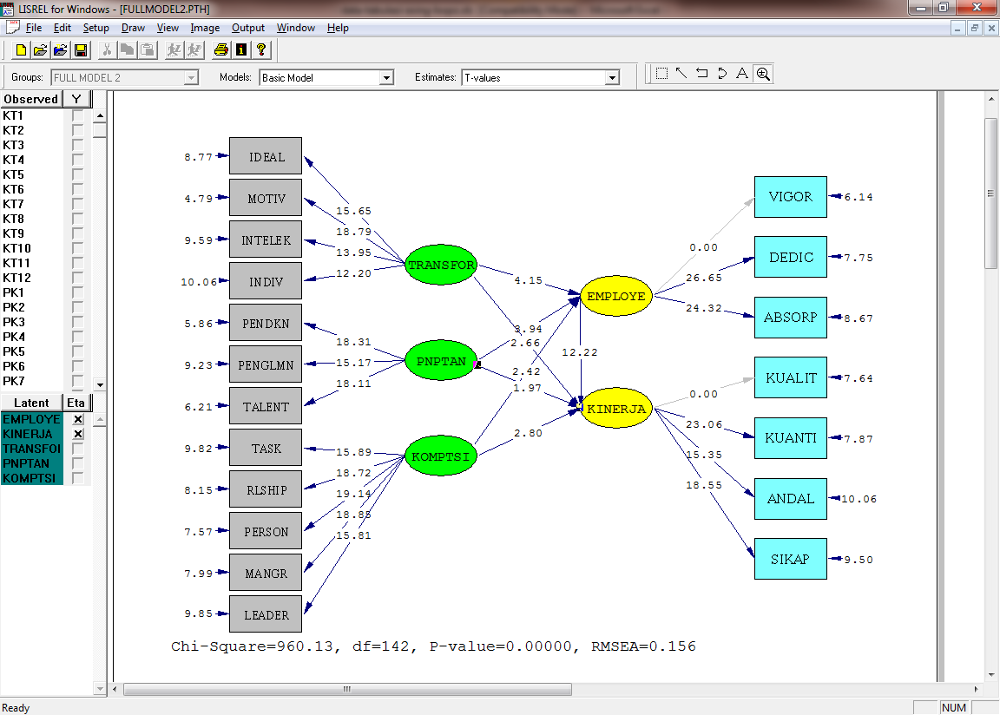 LISREL for Windows - [FULLMODEL2.PTH]
File Edit Setup Draw View Image Output Window Help
Groups: FULL MODEL 2 Models: Basic Model Estimates: T-values
Observed Y
KT1
KT2
KT3
KT4
KT5
KT6
KT7
KT8
KT9
KT10
KT11
KT12
PK1
PK2
PK3
PK4
PK5
PK6
PK7
Latent Eta
EMPLOYE
KINERJA
TRANSFOI
PNPTAN
KOMPTSI
8.77 IDEAL
4.79 MOTIV
9.59 INTELEK
10.06 INDIV
5.86 PENDKN
9.23 PENGLMN
6.21 TALENT
9.82 TASK
8.15 RLSHIP
7.57 PERSON
7.99 MANGR
9.85 LEADER
15.65
18.79
13.95
12.20
18.31
15.17
18.11
15.89
18.72
19.14
18.85
15.81
TRANSFOR
PNPTAN
KOMPTSI
4.15
3.94
2.66
2.42
1.97
2.80
EMPLOYE
12.22
KINERJA
0.00
26.65
24.32
0.00
23.06
15.35
18.55
VIGOR 6.14
DEDIC 7.75
ABSORP 8.67
KUALIT 7.64
KUANTI 7.87
ANDAL 10.06
SIKAP 9.50
Chi-Square=960.13, df=142, P-value=0.00000, RMSEA=0.156
Ready NUM